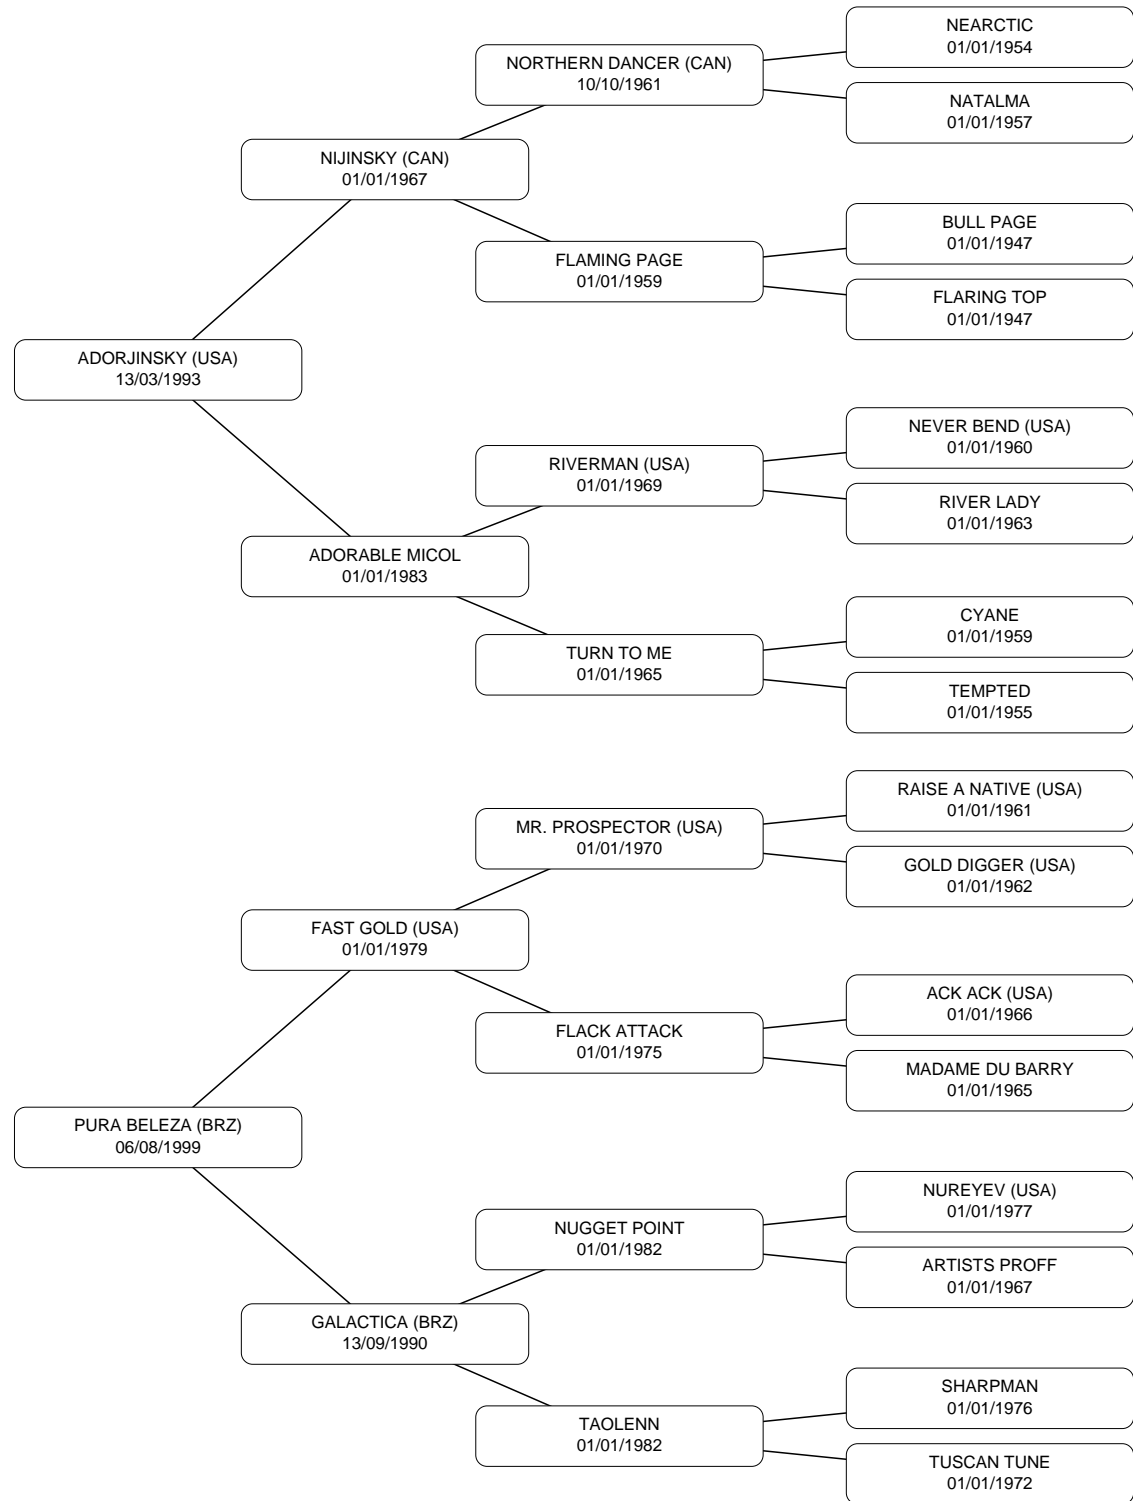 NEARCTIC
01/01/1954
NORTHERN DANCER (CAN)
10/10/1961
NATALMA
01/01/1957
NIJINSKY (CAN)
01/01/1967
BULL PAGE
01/01/1947
FLAMING PAGE
01/01/1959
FLARING TOP
01/01/1947
ADORJINSKY (USA)
13/03/1993
NEVER BEND (USA)
01/01/1960
RIVERMAN (USA)
01/01/1969
RIVER LADY
01/01/1963
ADORABLE MICOL
01/01/1983
CYANE
01/01/1959
TURN TO ME
01/01/1965
TEMPTED
01/01/1955
RAISE A NATIVE (USA)
01/01/1961
MR. PROSPECTOR (USA)
01/01/1970
GOLD DIGGER (USA)
01/01/1962
FAST GOLD (USA)
01/01/1979
ACK ACK (USA)
01/01/1966
FLACK ATTACK
01/01/1975
MADAME DU BARRY
01/01/1965
PURA BELEZA (BRZ)
06/08/1999
NUREYEV (USA)
01/01/1977
NUGGET POINT
01/01/1982
ARTISTS PROFF
01/01/1967
GALACTICA (BRZ)
13/09/1990
SHARPMAN
01/01/1976
TAOLENN
01/01/1982
TUSCAN TUNE
01/01/1972